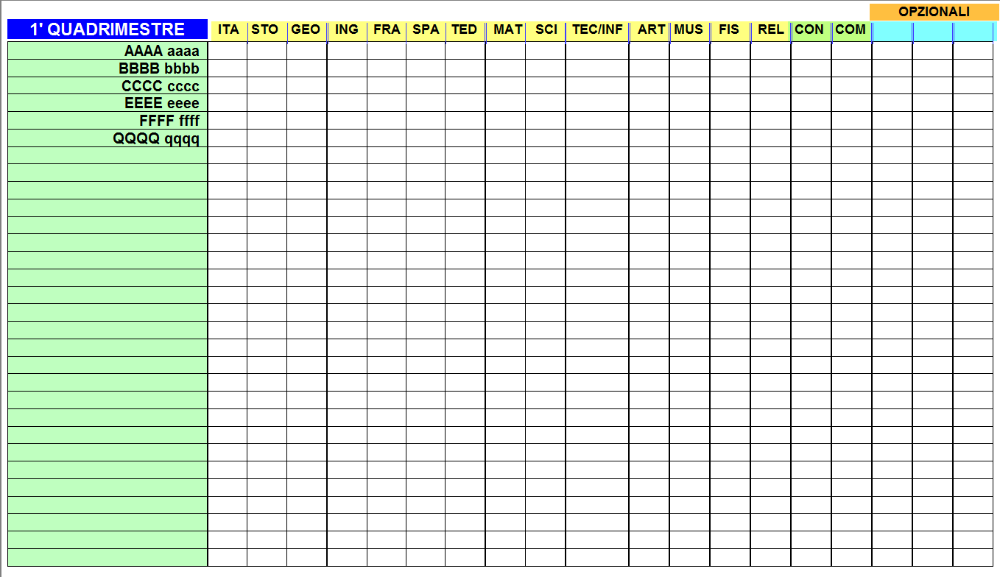 OPZIONALI
1' QUADRIMESTRE ITA STO GEO ING FRA SPA TED MAT SCI TEC/INF ART MUS FIS REL CON COM
AAAA aaaa
BBBB bbbb
CCCC cccc
EEEE eeee
FFFF ffff
QQQQ qqqq